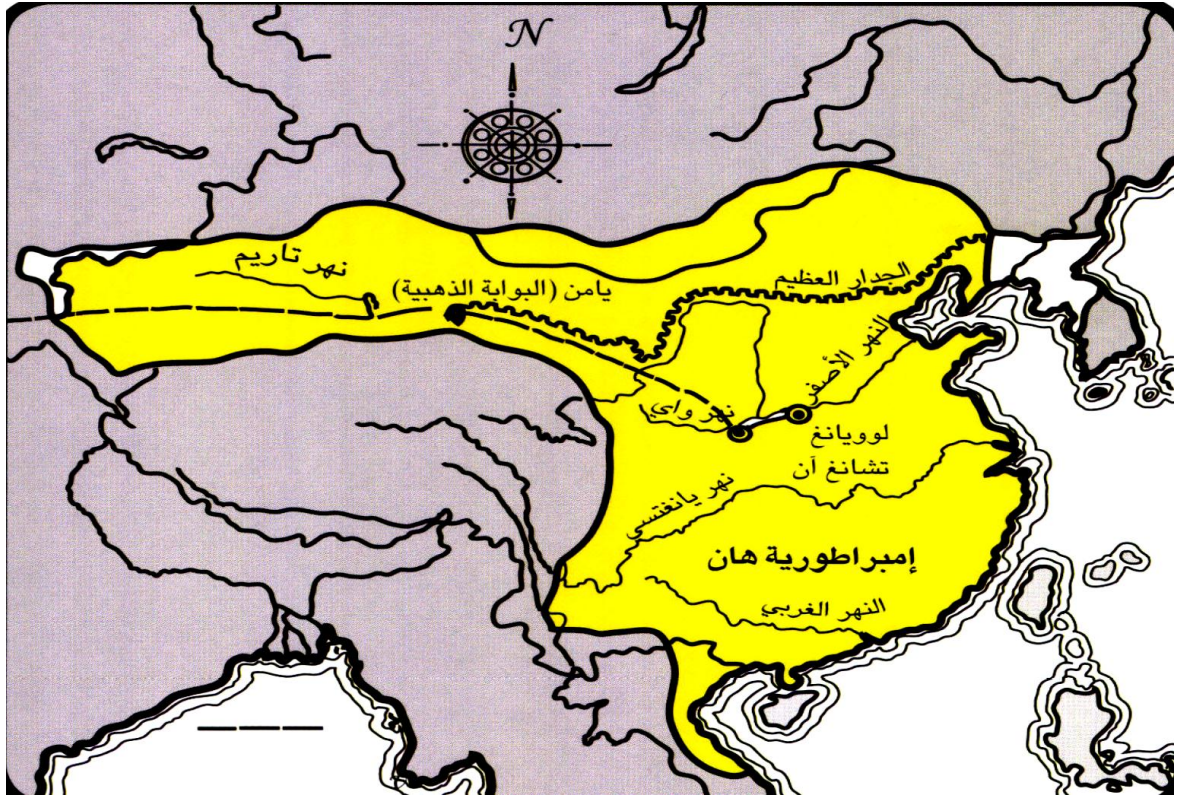 N
نهر تاريم
يامن (البوابة الذهبية)
الجدار العظيم
النهر الأصفر
نهر واي
لوويانغ
تشانغ آن
نهر يانغتسي
إمبراطورية هان
النهر الغربي